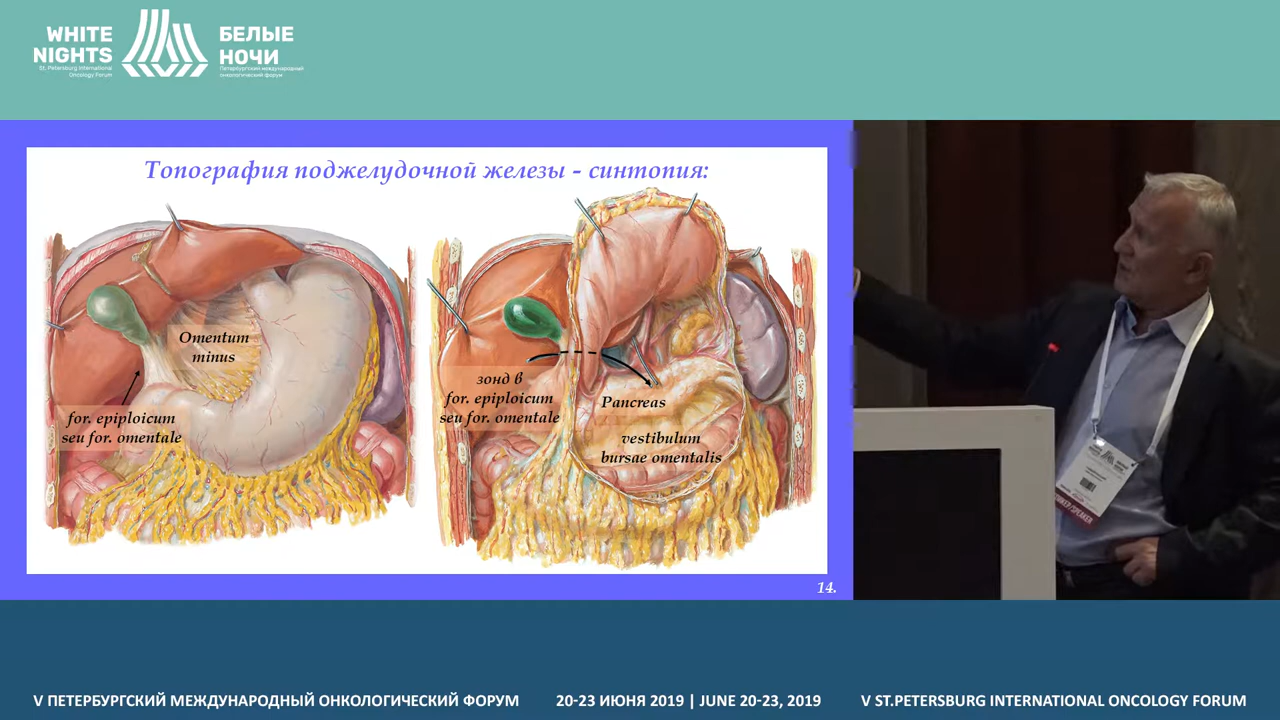 WHITE
NIGHTS
St. Petersburg International
Oncology Forum
БЕЛЫЕ
НОЧИ
Петербургский международный
онкологический форум
Топография поджелудочной железы - синтопия:
Omentum
minus
for. epiploicum
seu for. omentale
зонд в
for. epiploicum
seu for. omentale
Pancreas
vestibulum
bursae omentalis
14.
SPEAKER
V ПЕТЕРБУРГСКИЙ МЕЖДУНАРОДНЫЙ ОНКОЛОГИЧЕСКИЙ ФОРУМ
20-23 ИЮНЯ 2019 | JUNE 20-23, 2019
V ST.PETERSBURG INTERNATIONAL ONCOLOGY FORUM